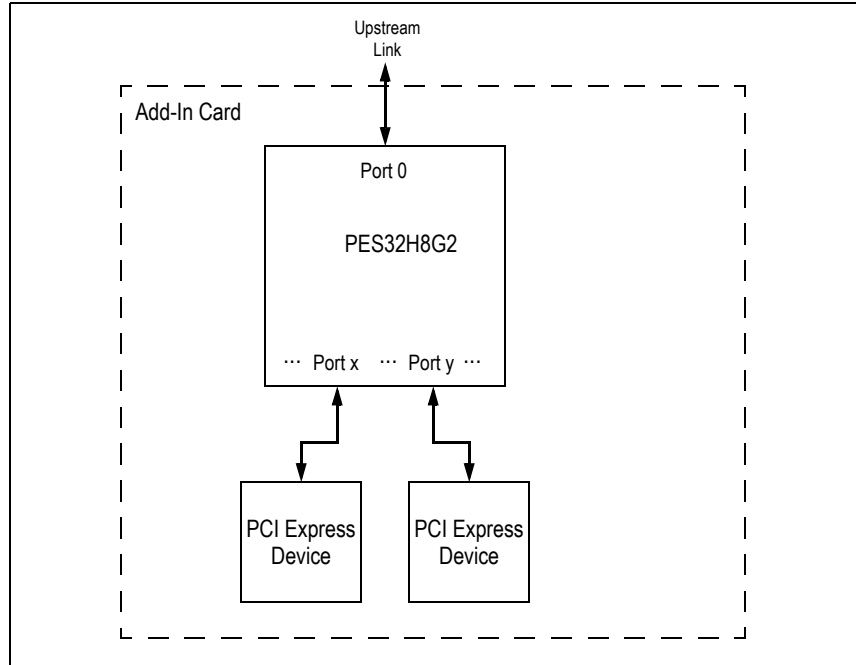 Upstream
Link
Add-In Card
Port 0
PES32H8G2
··· Port x ··· Port y ···
PCI Express
Device
PCI Express
Device